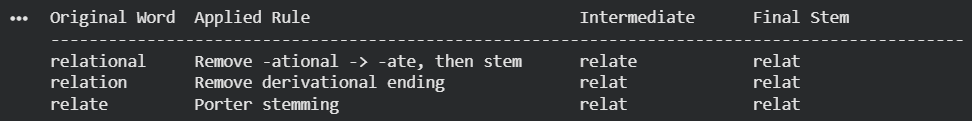 ••• Original Word Applied Rule Intermediate Final Stem
-----------------------------------------------------------------------------------------------
relational Remove -ational -> -ate, then stem relate relat
relation Remove derivational ending relat relat
relate Porter stemming relat relat